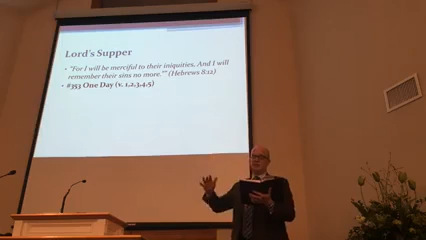 Lord's Supper
• "For I will be merciful to their iniquities, And I will
remember their sins no more."" (Hebrews 8:12)
• #353 One Day (v. 1,2,3,4,5)